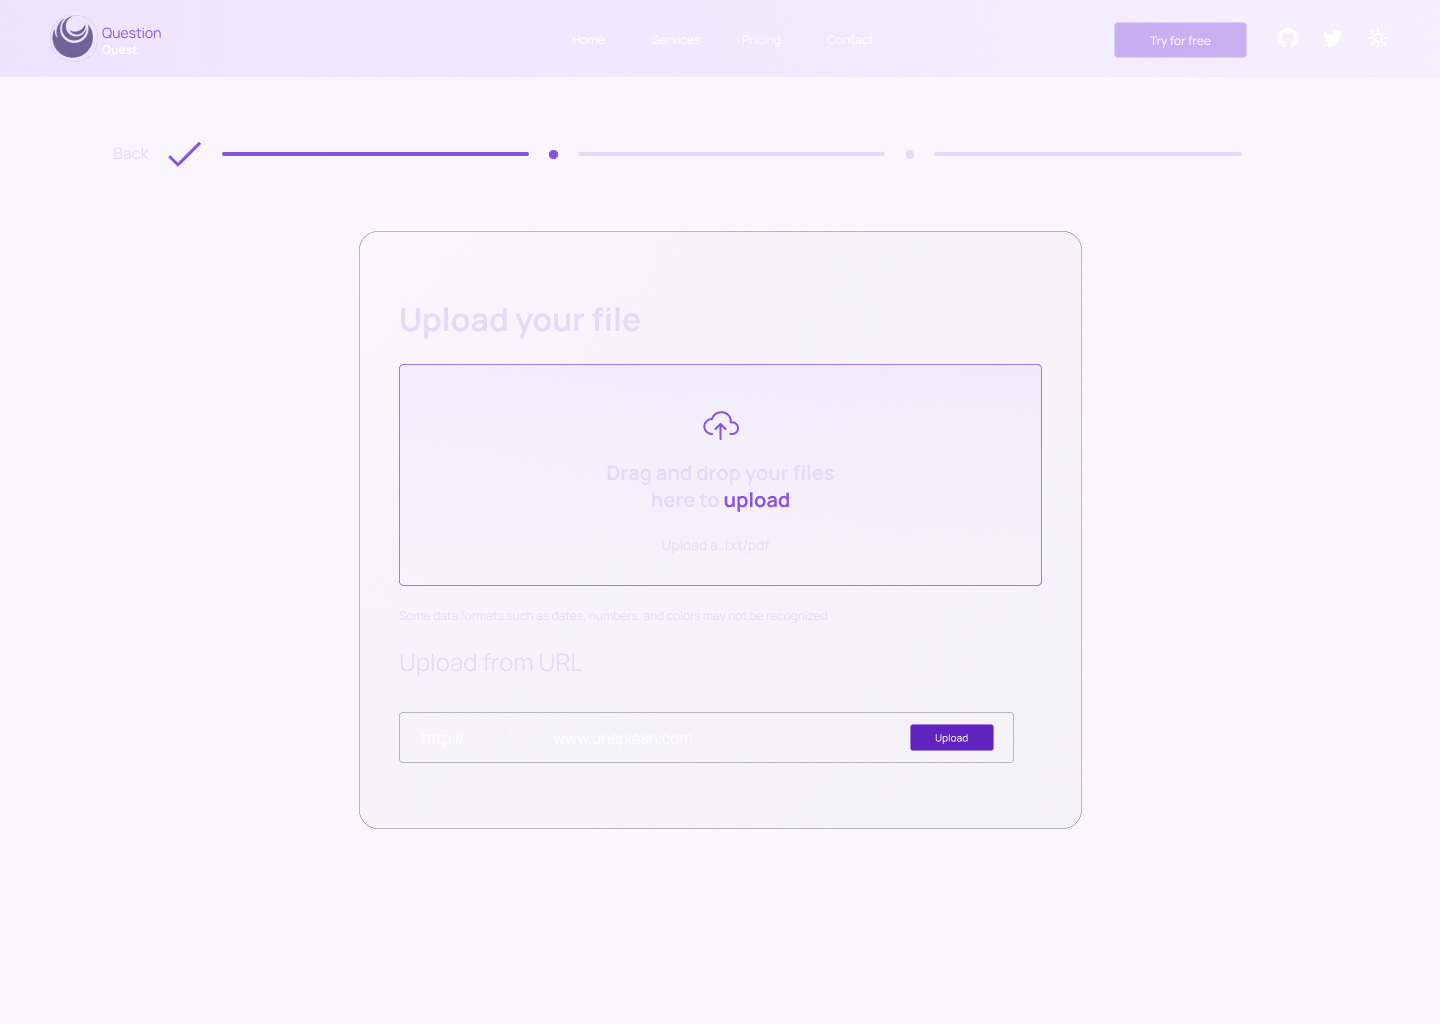 Question
Quest
Home
Services
Pricing
Contact
Try for free
Back
Upload your file
Drag and drop your files
here to upload
Upload a .txt/pdf
Some data formats such as dates, numbers, and colors may not be recognized
Upload from URL
http://
www.unsplash.com
Upload